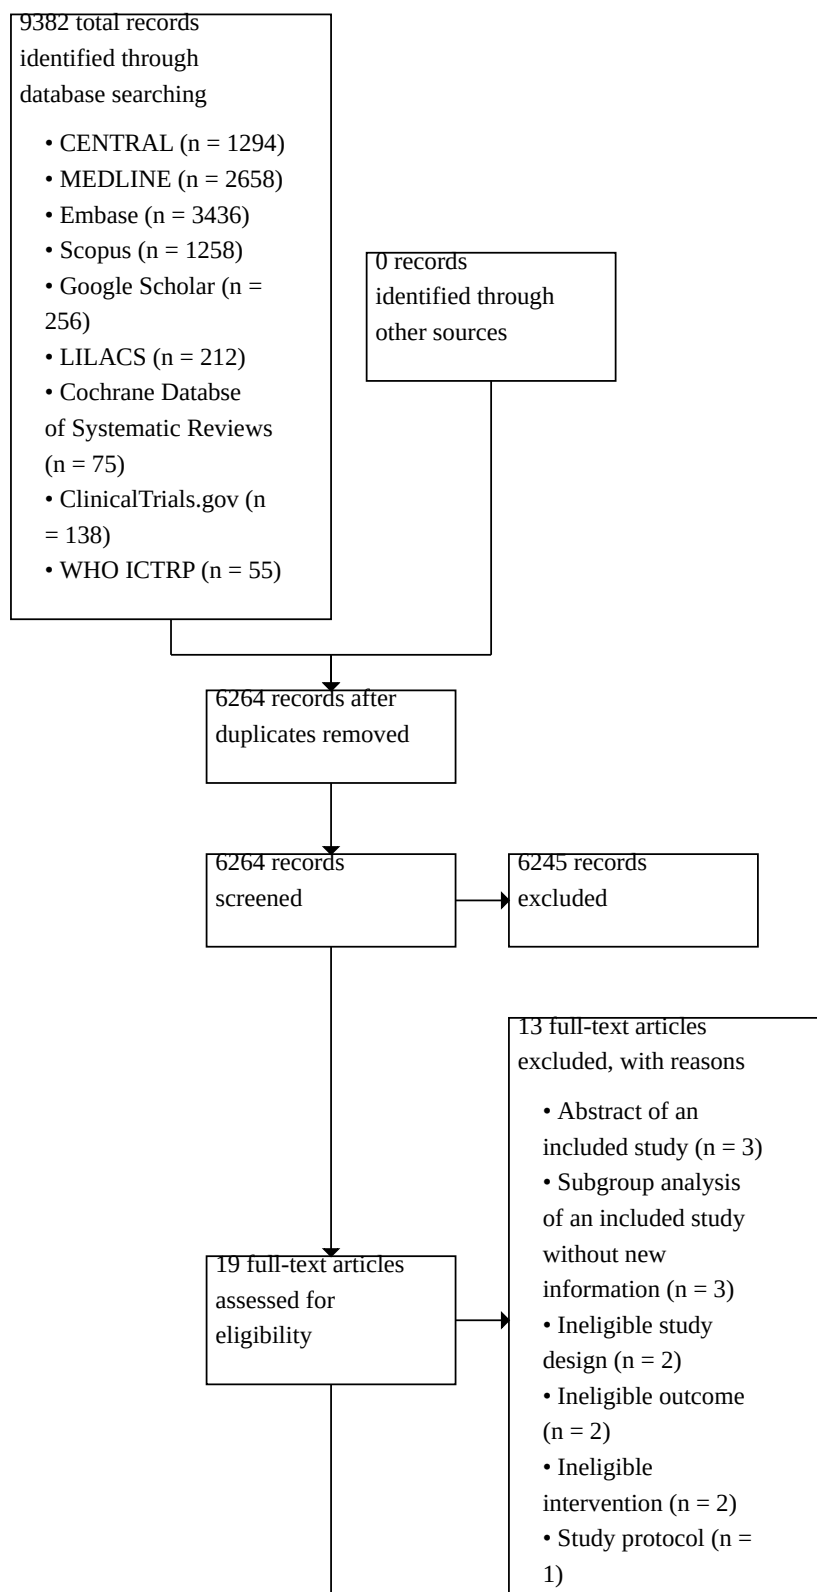 9382 total records
identified through
database searching
• CENTRAL (n = 1294)
• MEDLINE (n = 2658)
• Embase (n = 3436)
• Scopus (n = 1258)
• Google Scholar (n =
256)
• LILACS (n = 212)
• Cochrane Databse
of Systematic Reviews
(n = 75)
• ClinicalTrials.gov (n
= 138)
• WHO ICTRP (n = 55)
0 records
identified through
other sources
6264 records after
duplicates removed
6264 records
screened
6245 records
excluded
19 full-text articles
assessed for
eligibility
13 full-text articles
excluded, with reasons
• Abstract of an
included study (n = 3)
• Subgroup analysis
of an included study
without new
information (n = 3)
• Ineligible study
design (n = 2)
• Ineligible outcome
(n = 2)
• Ineligible
intervention (n = 2)
• Study protocol (n =
1)